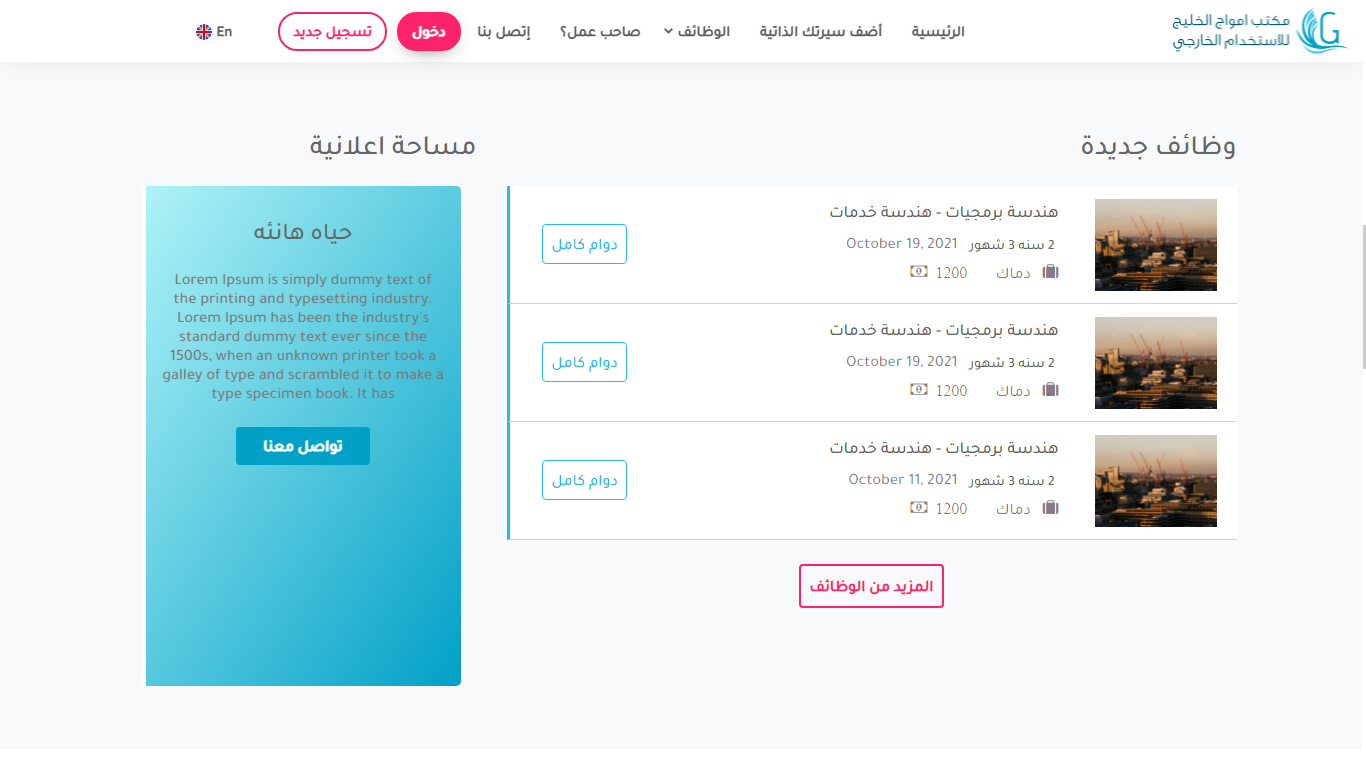 مكتب امواج الخليج
للاستخدام الخارجي
الرئيسية
أضف سيرتك الذاتية
الوظائف
صاحب عمل؟
إتصل بنا
دخول
تسجيل جديد
En
وظائف جديدة
هندسة برمجيات - هندسة خدمات
2 سنه 3 شهور October 19, 2021
دماك 1200
دوام كامل
هندسة برمجيات - هندسة خدمات
2 سنه 3 شهور October 19, 2021
دماك 1200
دوام كامل
هندسة برمجيات - هندسة خدمات
2 سنه 3 شهور October 11, 2021
دماك 1200
دوام كامل
المزيد من الوظائف
مساحة اعلانية
حياه هانئه
Lorem Ipsum is simply dummy text of
the printing and typesetting industry.
Lorem Ipsum has been the industry's
standard dummy text ever since the
1500s, when an unknown printer took a
galley of type and scrambled it to make a
type specimen book. It has
تواصل معنا